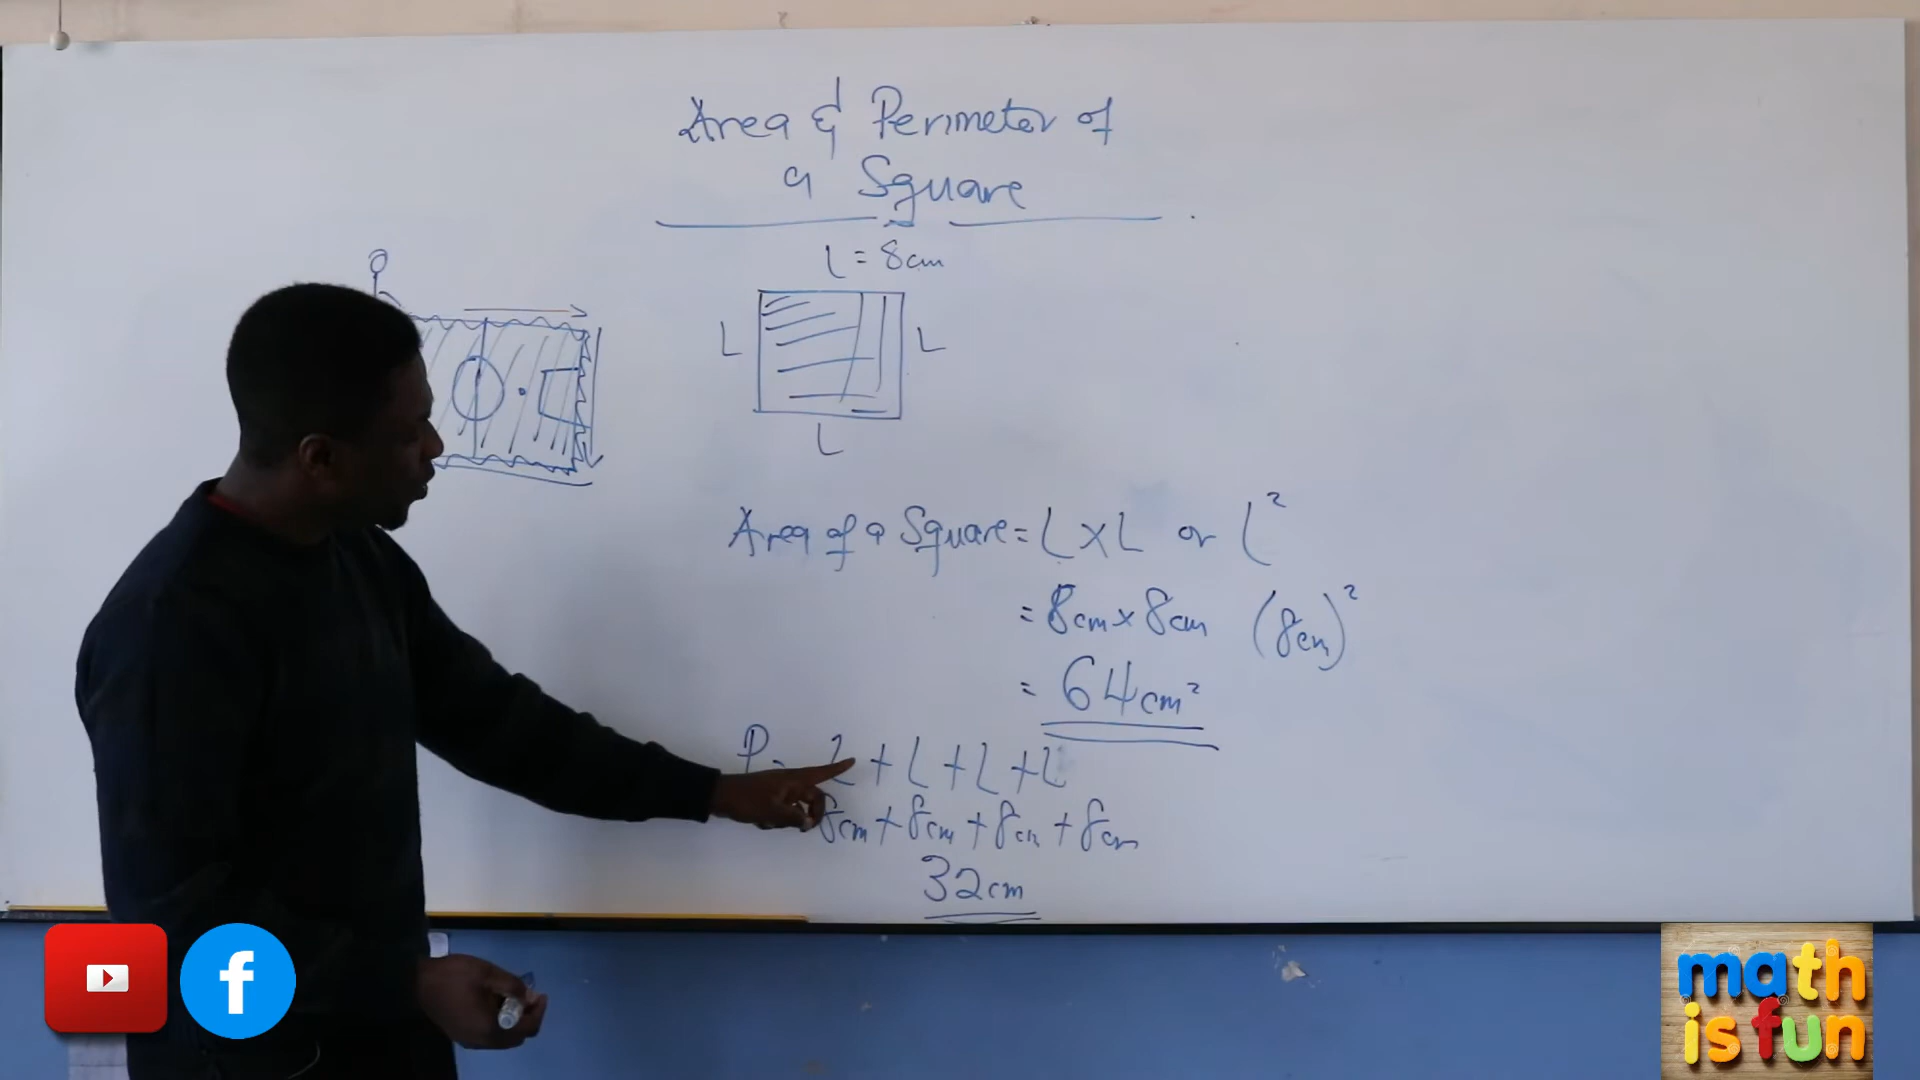 Area & Perimeter of
a Square
L = 8cm
L L
L
Area of a Square = L × L or L²
= 8cm × 8cm (8cm)²
= 64cm²
P = L + L + L + L
8cm + 8cm + 8cm + 8cm
32cm
f
math
is fun